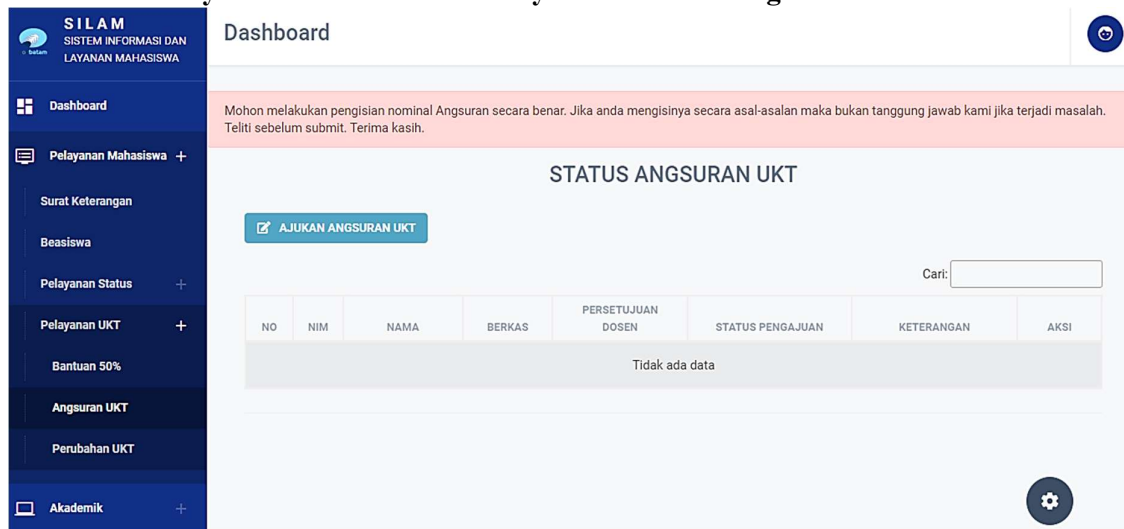 SILAM
SISTEM INFORMASI DAN
LAYANAN MAHASISWA
batam
Dashboard
Dashboard
Pelayanan Mahasiswa +
Surat Keterangan
Beasiswa
Pelayanan Status +
Pelayanan UKT +
Bantuan 50%
Angsuran UKT
Perubahan UKT
Akademik +
Mohon melakukan pengisian nominal Angsuran secara benar. Jika anda mengisinya secara asal-asalan maka bukan tanggung jawab kami jika terjadi masalah.
Teliti sebelum submit. Terima kasih.
STATUS ANGSURAN UKT
AJUKAN ANGSURAN UKT
Cari:
NO NIM NAMA BERKAS PERSETUJUAN DOSEN STATUS PENGAJUAN KETERANGAN AKSI
Tidak ada data